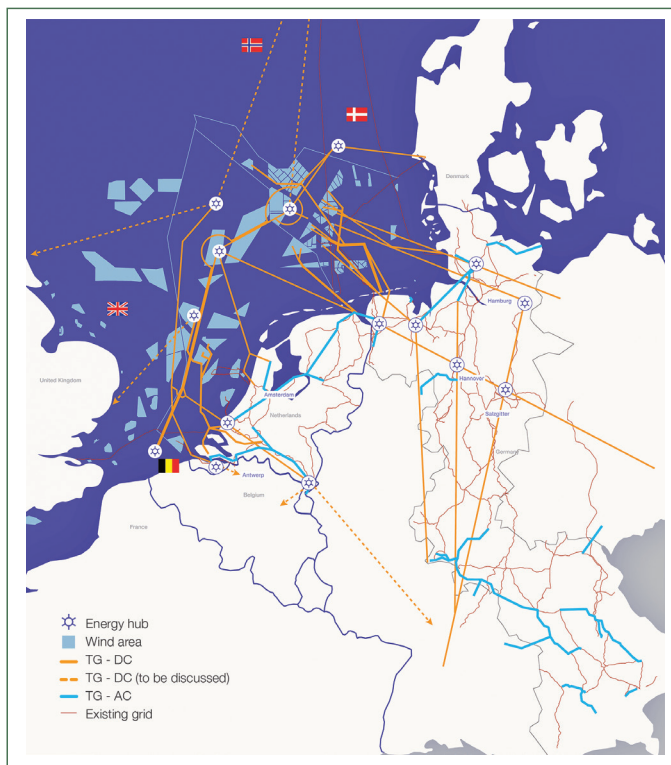 Denmark
Hamburg
United Kingdom
Amsterdam
Netherlands
Hannover
Salzgitter
Germany
Antwerp
Belgium
France
Energy hub
Wind area
TG - DC
TG - DC (to be discussed)
TG - AC
Existing grid